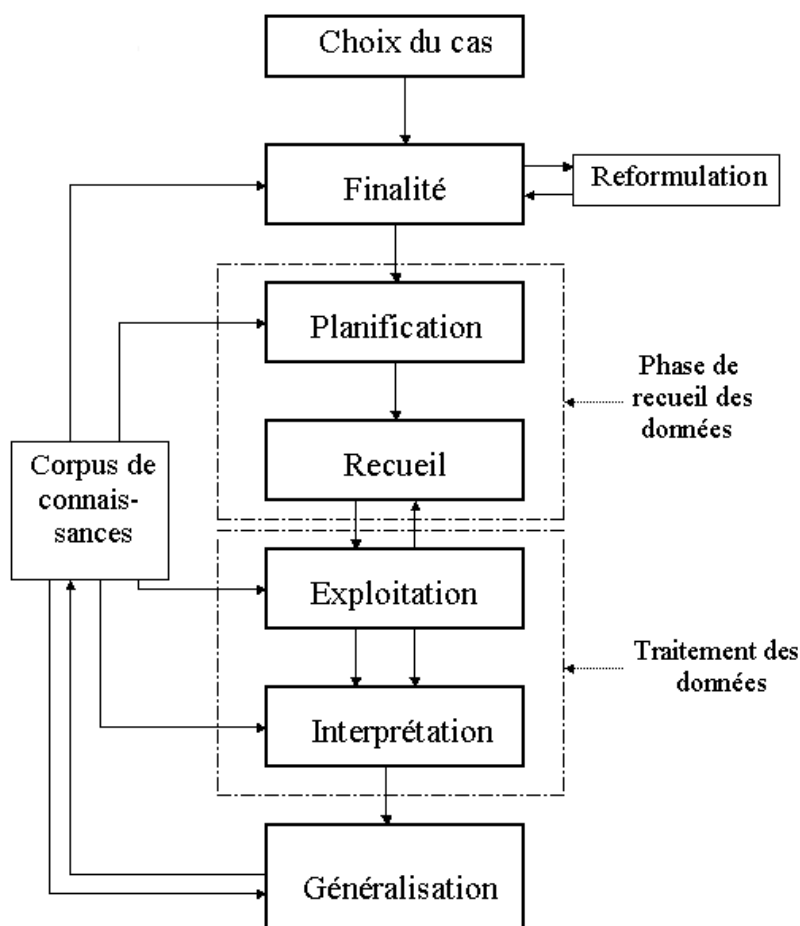 Choix du cas
Finalité
Reformulation
Planification
Phase de
recueil des
données
Recueil
Corpus de
connais-
sances
Exploitation
Traitement des
données
Interprétation
Généralisation